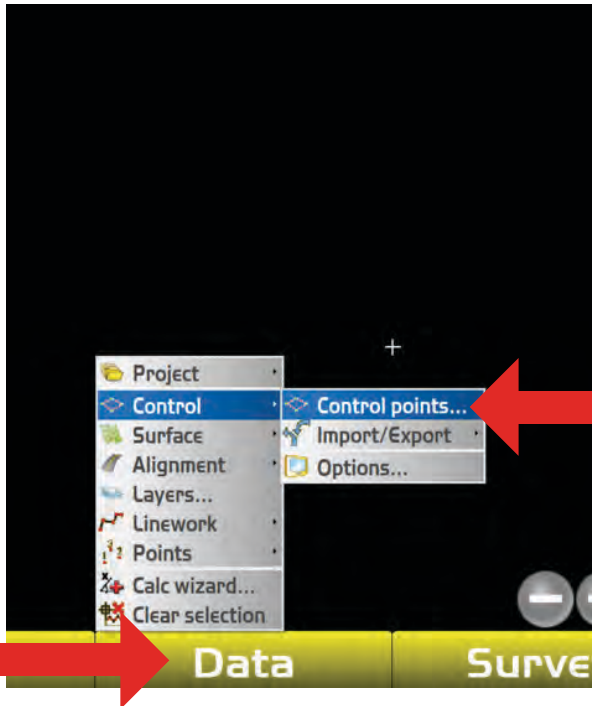 Project
Control
Control points...
Surface
Import/Export
Alignment
Options...
Layers...
Linework
Points
Calc wizard...
Clear selection
Data
Surve